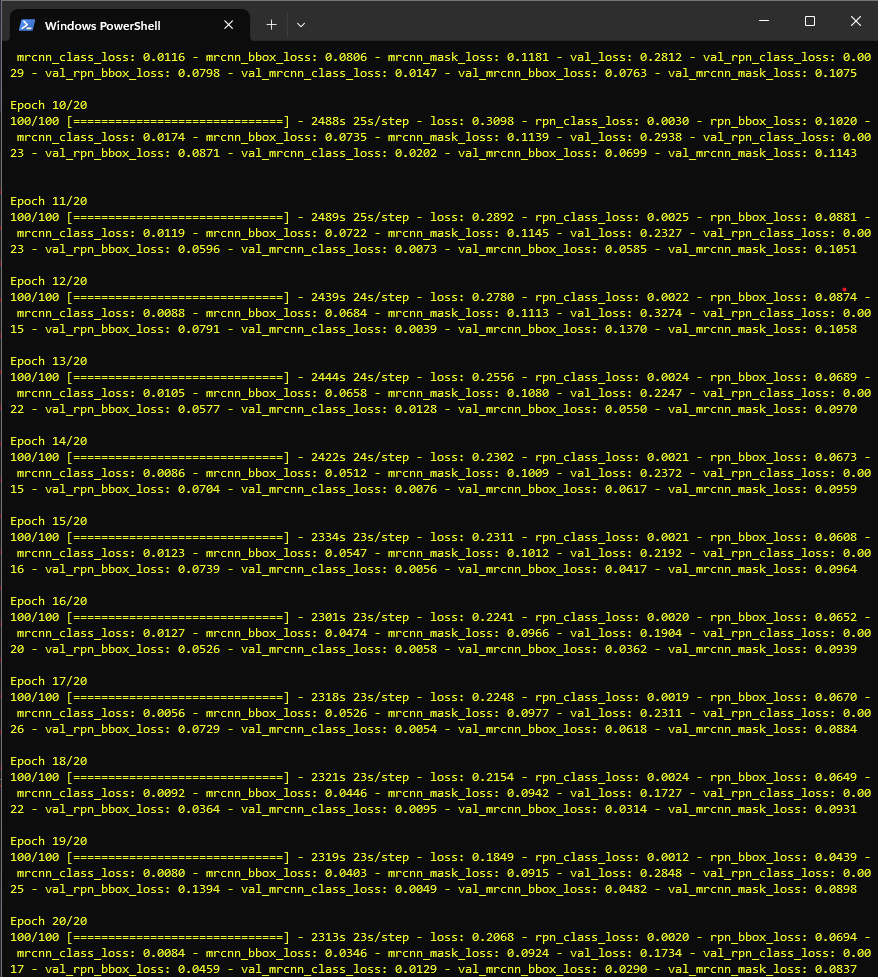 Windows PowerShell
 mrcnn_class_loss: 0.0116 - mrcnn_bbox_loss: 0.0806 - mrcnn_mask_loss: 0.1181 - val_loss: 0.2812 - val_rpn_class_loss: 0.00
29 - val_rpn_bbox_loss: 0.0798 - val_mrcnn_class_loss: 0.0147 - val_mrcnn_bbox_loss: 0.0763 - val_mrcnn_mask_loss: 0.1075
Epoch 10/20
100/100 [==============================] - 2488s 25s/step - loss: 0.3098 - rpn_class_loss: 0.0030 - rpn_bbox_loss: 0.1020 -
 mrcnn_class_loss: 0.0174 - mrcnn_bbox_loss: 0.0735 - mrcnn_mask_loss: 0.1139 - val_loss: 0.2938 - val_rpn_class_loss: 0.00
23 - val_rpn_bbox_loss: 0.0871 - val_mrcnn_class_loss: 0.0202 - val_mrcnn_bbox_loss: 0.0699 - val_mrcnn_mask_loss: 0.1143
Epoch 11/20
100/100 [==============================] - 2489s 25s/step - loss: 0.2892 - rpn_class_loss: 0.0025 - rpn_bbox_loss: 0.0881 -
 mrcnn_class_loss: 0.0119 - mrcnn_bbox_loss: 0.0722 - mrcnn_mask_loss: 0.1145 - val_loss: 0.2327 - val_rpn_class_loss: 0.00
23 - val_rpn_bbox_loss: 0.0596 - val_mrcnn_class_loss: 0.0073 - val_mrcnn_bbox_loss: 0.0585 - val_mrcnn_mask_loss: 0.1051
Epoch 12/20
100/100 [==============================] - 2439s 24s/step - loss: 0.2780 - rpn_class_loss: 0.0022 - rpn_bbox_loss: 0.0874 -
 mrcnn_class_loss: 0.0088 - mrcnn_bbox_loss: 0.0684 - mrcnn_mask_loss: 0.1113 - val_loss: 0.3274 - val_rpn_class_loss: 0.00
15 - val_rpn_bbox_loss: 0.0791 - val_mrcnn_class_loss: 0.0039 - val_mrcnn_bbox_loss: 0.1370 - val_mrcnn_mask_loss: 0.1058
Epoch 13/20
100/100 [==============================] - 2444s 24s/step - loss: 0.2556 - rpn_class_loss: 0.0024 - rpn_bbox_loss: 0.0689 -
 mrcnn_class_loss: 0.0105 - mrcnn_bbox_loss: 0.0658 - mrcnn_mask_loss: 0.1080 - val_loss: 0.2247 - val_rpn_class_loss: 0.00
22 - val_rpn_bbox_loss: 0.0577 - val_mrcnn_class_loss: 0.0128 - val_mrcnn_bbox_loss: 0.0550 - val_mrcnn_mask_loss: 0.0970
Epoch 14/20
100/100 [==============================] - 2422s 24s/step - loss: 0.2302 - rpn_class_loss: 0.0021 - rpn_bbox_loss: 0.0673 -
 mrcnn_class_loss: 0.0086 - mrcnn_bbox_loss: 0.0512 - mrcnn_mask_loss: 0.1009 - val_loss: 0.2372 - val_rpn_class_loss: 0.00
15 - val_rpn_bbox_loss: 0.0704 - val_mrcnn_class_loss: 0.0076 - val_mrcnn_bbox_loss: 0.0617 - val_mrcnn_mask_loss: 0.0959
Epoch 15/20
100/100 [==============================] - 2334s 23s/step - loss: 0.2311 - rpn_class_loss: 0.0021 - rpn_bbox_loss: 0.0608 -
 mrcnn_class_loss: 0.0123 - mrcnn_bbox_loss: 0.0547 - mrcnn_mask_loss: 0.1012 - val_loss: 0.2192 - val_rpn_class_loss: 0.00
16 - val_rpn_bbox_loss: 0.0739 - val_mrcnn_class_loss: 0.0056 - val_mrcnn_bbox_loss: 0.0417 - val_mrcnn_mask_loss: 0.0964
Epoch 16/20
100/100 [==============================] - 2301s 23s/step - loss: 0.2241 - rpn_class_loss: 0.0020 - rpn_bbox_loss: 0.0652 -
 mrcnn_class_loss: 0.0127 - mrcnn_bbox_loss: 0.0474 - mrcnn_mask_loss: 0.0966 - val_loss: 0.1904 - val_rpn_class_loss: 0.00
20 - val_rpn_bbox_loss: 0.0526 - val_mrcnn_class_loss: 0.0058 - val_mrcnn_bbox_loss: 0.0362 - val_mrcnn_mask_loss: 0.0939
Epoch 17/20
100/100 [==============================] - 2318s 23s/step - loss: 0.2248 - rpn_class_loss: 0.0019 - rpn_bbox_loss: 0.0670 -
 mrcnn_class_loss: 0.0056 - mrcnn_bbox_loss: 0.0526 - mrcnn_mask_loss: 0.0977 - val_loss: 0.2311 - val_rpn_class_loss: 0.00
26 - val_rpn_bbox_loss: 0.0729 - val_mrcnn_class_loss: 0.0054 - val_mrcnn_bbox_loss: 0.0618 - val_mrcnn_mask_loss: 0.0884
Epoch 18/20
100/100 [==============================] - 2321s 23s/step - loss: 0.2154 - rpn_class_loss: 0.0024 - rpn_bbox_loss: 0.0649 -
 mrcnn_class_loss: 0.0092 - mrcnn_bbox_loss: 0.0446 - mrcnn_mask_loss: 0.0942 - val_loss: 0.1727 - val_rpn_class_loss: 0.00
22 - val_rpn_bbox_loss: 0.0364 - val_mrcnn_class_loss: 0.0095 - val_mrcnn_bbox_loss: 0.0314 - val_mrcnn_mask_loss: 0.0931
Epoch 19/20
100/100 [==============================] - 2319s 23s/step - loss: 0.1849 - rpn_class_loss: 0.0012 - rpn_bbox_loss: 0.0439 -
 mrcnn_class_loss: 0.0080 - mrcnn_bbox_loss: 0.0403 - mrcnn_mask_loss: 0.0915 - val_loss: 0.2848 - val_rpn_class_loss: 0.00
25 - val_rpn_bbox_loss: 0.1394 - val_mrcnn_class_loss: 0.0049 - val_mrcnn_bbox_loss: 0.0482 - val_mrcnn_mask_loss: 0.0898
Epoch 20/20
100/100 [==============================] - 2313s 23s/step - loss: 0.2068 - rpn_class_loss: 0.0020 - rpn_bbox_loss: 0.0694 -
 mrcnn_class_loss: 0.0084 - mrcnn_bbox_loss: 0.0346 - mrcnn_mask_loss: 0.0924 - val_loss: 0.1734 - val_rpn_class_loss: 0.00
17 - val_rpn_bbox_loss: 0.0459 - val_mrcnn_class_loss: 0.0129 - val_mrcnn_bbox_loss: 0.0290 - val_mrcnn_mask_loss: 0.0837